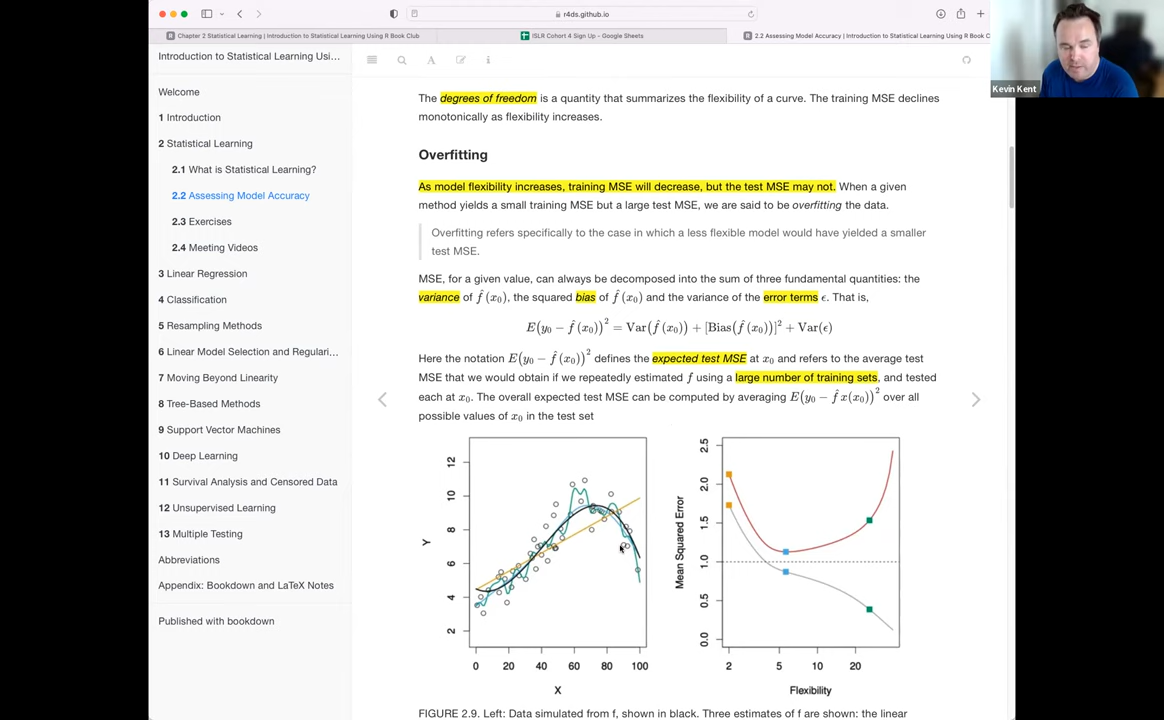 r4ds.github.io
Chapter 2 Statistical Learning | Introduction to Statistical Learning Using R Book Club
ISLR Cohort 4 Sign Up - Google Sheets
2.2 Assessing Model Accuracy | Introduction to Statistical Learning Using R Book C
Kevin Kent
Introduction to Statistical Learning Usi...
Welcome
1 Introduction
2 Statistical Learning
2.1 What is Statistical Learning?
2.2 Assessing Model Accuracy
2.3 Exercises
2.4 Meeting Videos
3 Linear Regression
4 Classification
5 Resampling Methods
6 Linear Model Selection and Regulari...
7 Moving Beyond Linearity
8 Tree-Based Methods
9 Support Vector Machines
10 Deep Learning
11 Survival Analysis and Censored Data
12 Unsupervised Learning
13 Multiple Testing
Abbreviations
Appendix: Bookdown and LaTeX Notes
Published with bookdown
The degrees of freedom is a quantity that summarizes the flexibility of a curve. The training MSE declines
monotonically as flexibility increases.
Overfitting
As model flexibility increases, training MSE will decrease, but the test MSE may not. When a given
method yields a small training MSE but a large test MSE, we are said to be overfitting the data.
Overfitting refers specifically to the case in which a less flexible model would have yielded a smaller
test MSE.
MSE, for a given value, can always be decomposed into the sum of three fundamental quantities: the
variance of f̂(x₀), the squared bias of f̂(x₀) and the variance of the error terms ϵ. That is,
E(y₀ − f̂(x₀))² = Var(f̂(x₀)) + [Bias(f̂(x₀)]² + Var(ϵ)
Here the notation E(y₀ − f̂(x₀))² defines the expected test MSE at x₀ and refers to the average test
MSE that we would obtain if we repeatedly estimated f using a large number of training sets, and tested
each at x₀. The overall expected test MSE can be computed by averaging E(y₀ − f̂x(x₀))² over all
possible values of x₀ in the test set
Y
12
10
8
6
4
2
0 20 40 60 80 100
X
Mean Squared Error
2.5
2.0
1.5
1.0
0.5
0.0
2 5 10 20
Flexibility
FIGURE 2.9. Left: Data simulated from f, shown in black. Three estimates of f are shown: the linear